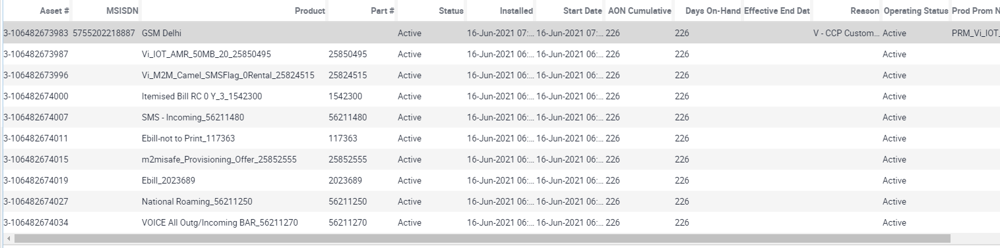 Asset # MSISDN Product Part # Status Installed Start Date AON Cumulative Days On-Hand Effective End Dat Reason Operating Status Prod Prom N
3-106482673983 5755202218887 GSM Delhi Active 16-Jun-2021 07:... 16-Jun-2021 07:... 226 226 V - CCP Custom... Active PRM_Vi_IOT_
3-106482673987 Vi_IOT_AMR_50MB_20_25850495 25850495 Active 16-Jun-2021 06:... 16-Jun-2021 06:... 226 226 Active
3-106482673996 Vi_M2M_Camel_SMSFlag_0Rental_25824515 25824515 Active 16-Jun-2021 06:... 16-Jun-2021 06:... 226 226 Active
3-106482674000 Itemised Bill RC 0 Y_3_1542300 1542300 Active 16-Jun-2021 06:... 16-Jun-2021 06:... 226 226 Active
3-106482674007 SMS - Incoming_56211480 56211480 Active 16-Jun-2021 06:... 16-Jun-2021 06:... 226 226 Active
3-106482674011 Ebill-not to Print_117363 117363 Active 16-Jun-2021 06:... 16-Jun-2021 06:... 226 226 Active
3-106482674015 m2misafe_Provisioning_Offer_25852555 25852555 Active 16-Jun-2021 06:... 16-Jun-2021 06:... 226 226 Active
3-106482674019 Ebill_2023689 2023689 Active 16-Jun-2021 06:... 16-Jun-2021 06:... 226 226 Active
3-106482674027 National Roaming_56211250 56211250 Active 16-Jun-2021 06:... 16-Jun-2021 06:... 226 226 Active
3-106482674034 VOICE All Outg/Incoming BAR_56211270 56211270 Active 16-Jun-2021 06:... 16-Jun-2021 06:... 226 226 Active